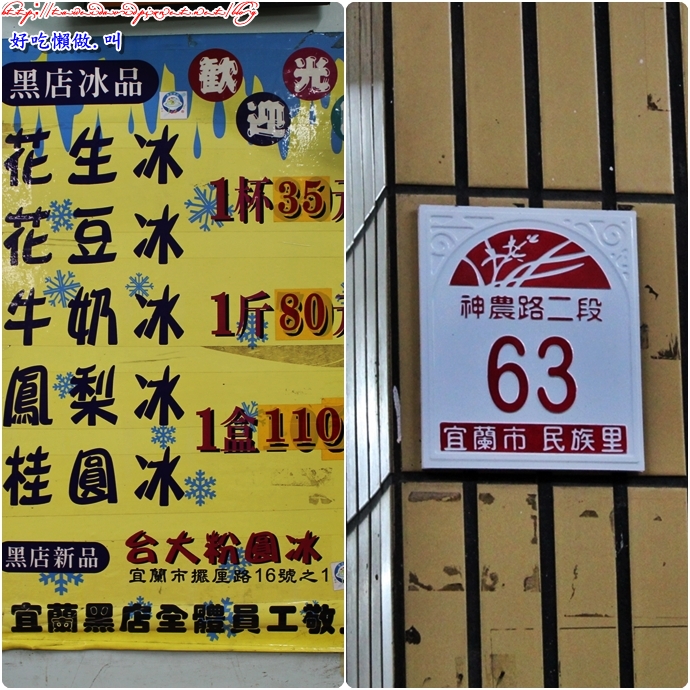 好吃懶做.叫
黑店冰品
歡迎光
花生冰
花豆冰
牛奶冰
鳳梨冰
桂圓冰
1杯35元
1斤80元
1盒110
黑店新品
台大粉圓冰
宜蘭市擺厘路16號之1
宜蘭黑店全體員工敬
神農路二段
63
宜蘭市 民族里